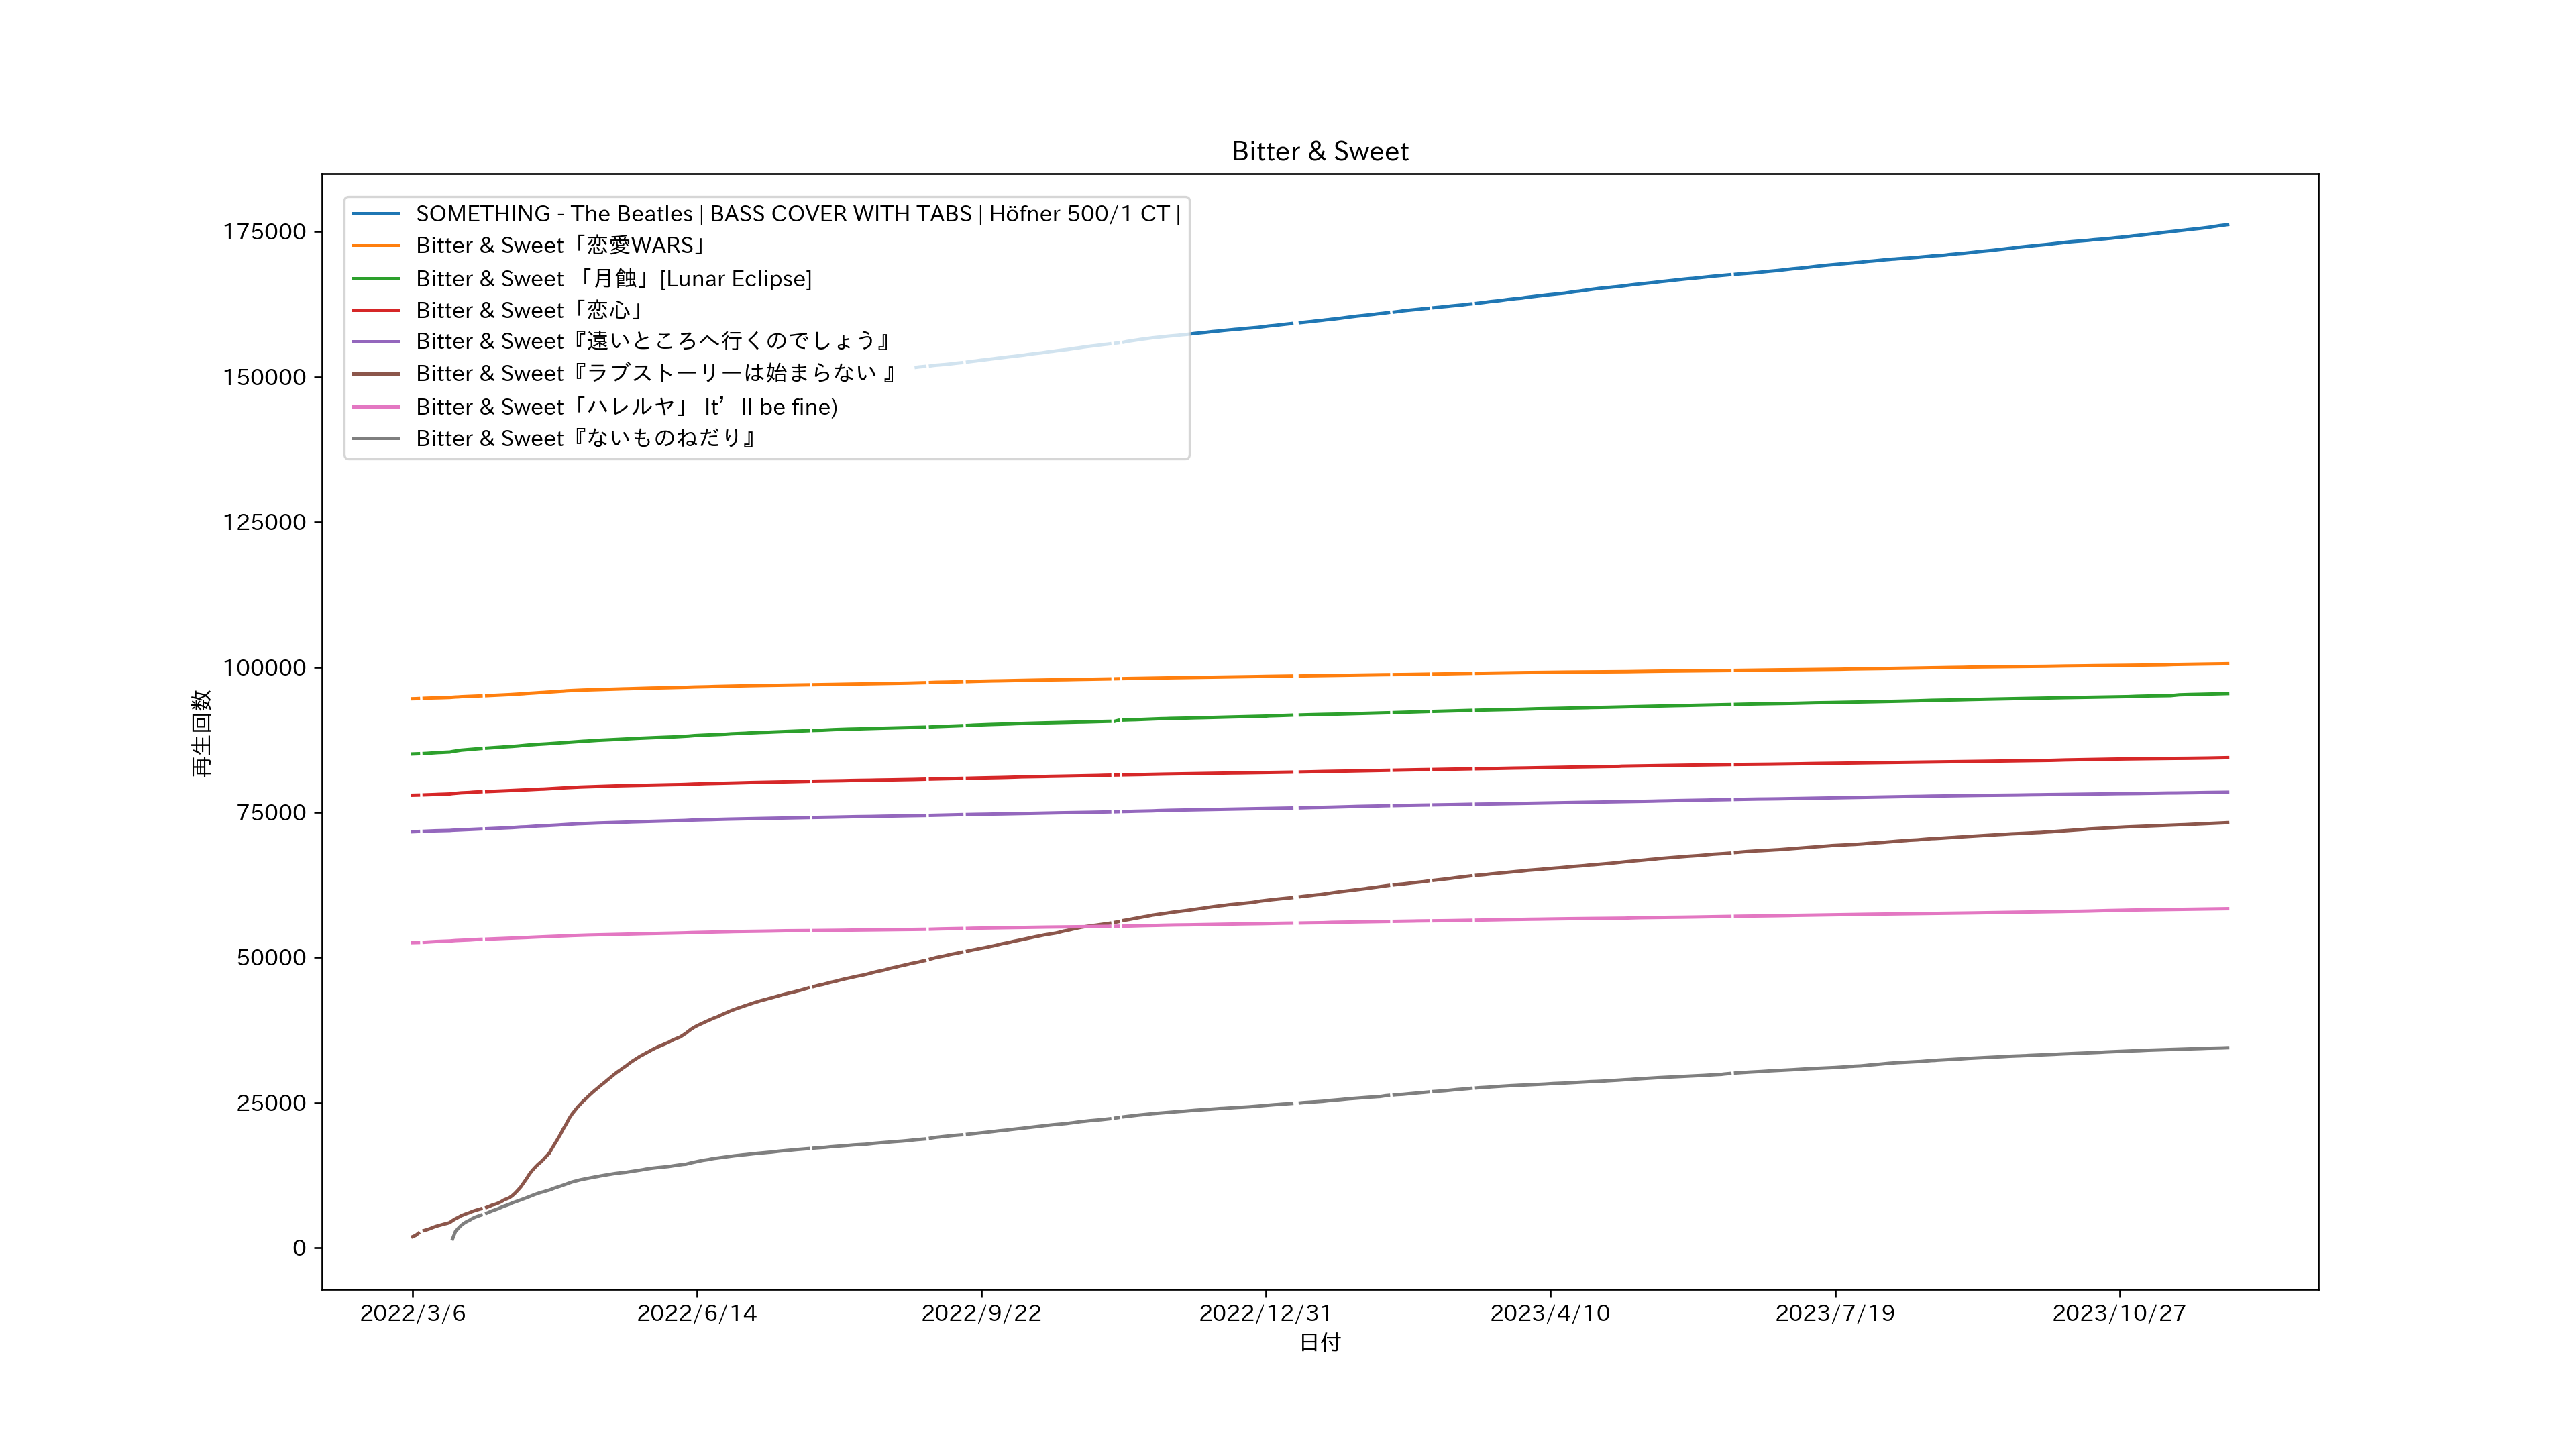 Bitter & Sweet
SOMETHING - The Beatles | BASS COVER WITH TABS | Höfner 500/1 CT |
Bitter & Sweet「恋愛WARS」
Bitter & Sweet 「月蝕」[Lunar Eclipse]
Bitter & Sweet「恋心」
Bitter & Sweet『遠いところへ行くのでしょう』
Bitter & Sweet『ラブストーリーは始まらない 』
Bitter & Sweet「ハレルヤ」 It’ll be fine)
Bitter & Sweet『ないものねだり』
175000
150000
125000
100000
75000
50000
25000
0
再生回数
2022/3/6 2022/6/14 2022/9/22 2022/12/31 2023/4/10 2023/7/19 2023/10/27
日付